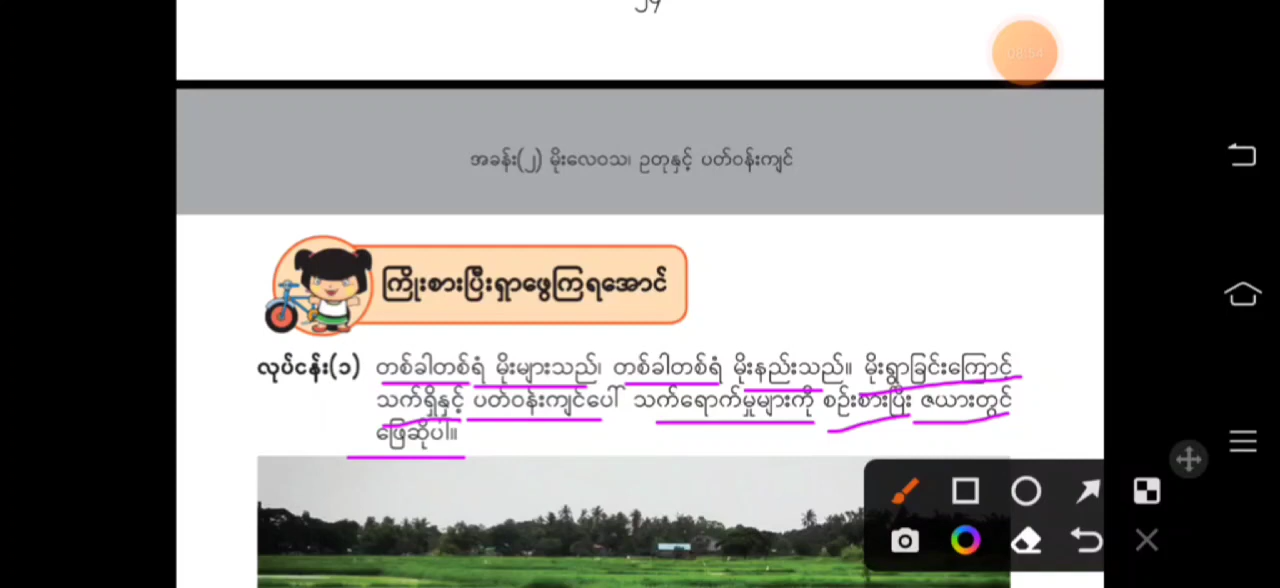 ၂၄
08:54
အခန်း(၂) မိုးလေဝသ၊ ဥတုနှင့် ပတ်ဝန်းကျင်
ကြိုးစားပြီးရှာဖွေကြရအောင်
လုပ်ငန်း(၁) တစ်ခါတစ်ရံ မိုးများသည်၊ တစ်ခါတစ်ရံ မိုးနည်းသည်။ မိုးရွာခြင်းကြောင့်
သက်ရှိနှင့် ပတ်ဝန်းကျင်ပေါ် သက်ရောက်မှုများကို စဉ်းစားပြီး ဇယားတွင်
ဖြေဆိုပါ။